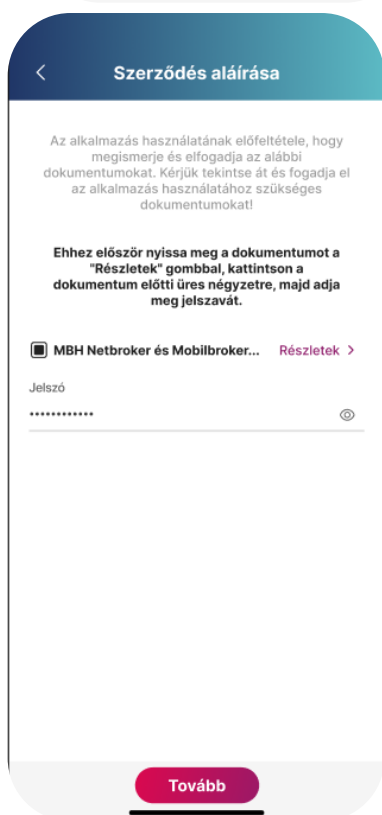 Szerződés aláírása
Az alkalmazás használatának előfeltétele, hogy
megismerje és elfogadja az alábbi
dokumentumokat. Kérjük tekintse át és fogadja el
az alkalmazás használatához szükséges
dokumentumokat!
Ehhez először nyissa meg a dokumentumot a
"Részletek" gombbal, kattintson a
dokumentum előtti üres négyzetre, majd adja
meg jelszavát.
MBH Netbroker és Mobilbroker... Részletek >
Jelszó
••••••••••••
Tovább